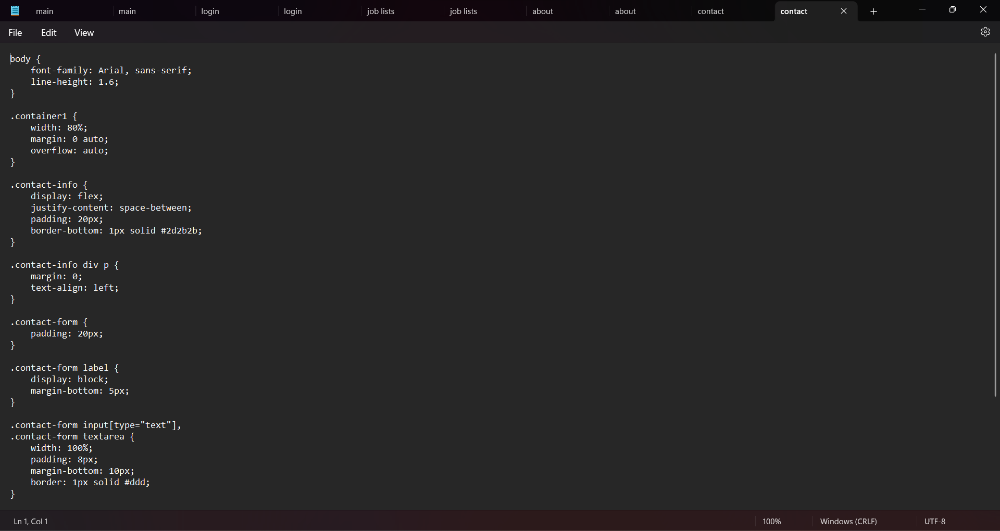 main main login login job lists job lists about about contact contact
File Edit View
body {
    font-family: Arial, sans-serif;
    line-height: 1.6;
}

.container1 {
    width: 80%;
    margin: 0 auto;
    overflow: auto;
}

.contact-info {
    display: flex;
    justify-content: space-between;
    padding: 20px;
    border-bottom: 1px solid #2d2b2b;
}

.contact-info div p {
    margin: 0;
    text-align: left;
}

.contact-form {
    padding: 20px;
}

.contact-form label {
    display: block;
    margin-bottom: 5px;
}

.contact-form input[type="text"],
.contact-form textarea {
    width: 100%;
    padding: 8px;
    margin-bottom: 10px;
    border: 1px solid #ddd;
}
Ln 1, Col 1 100% Windows (CRLF) UTF-8